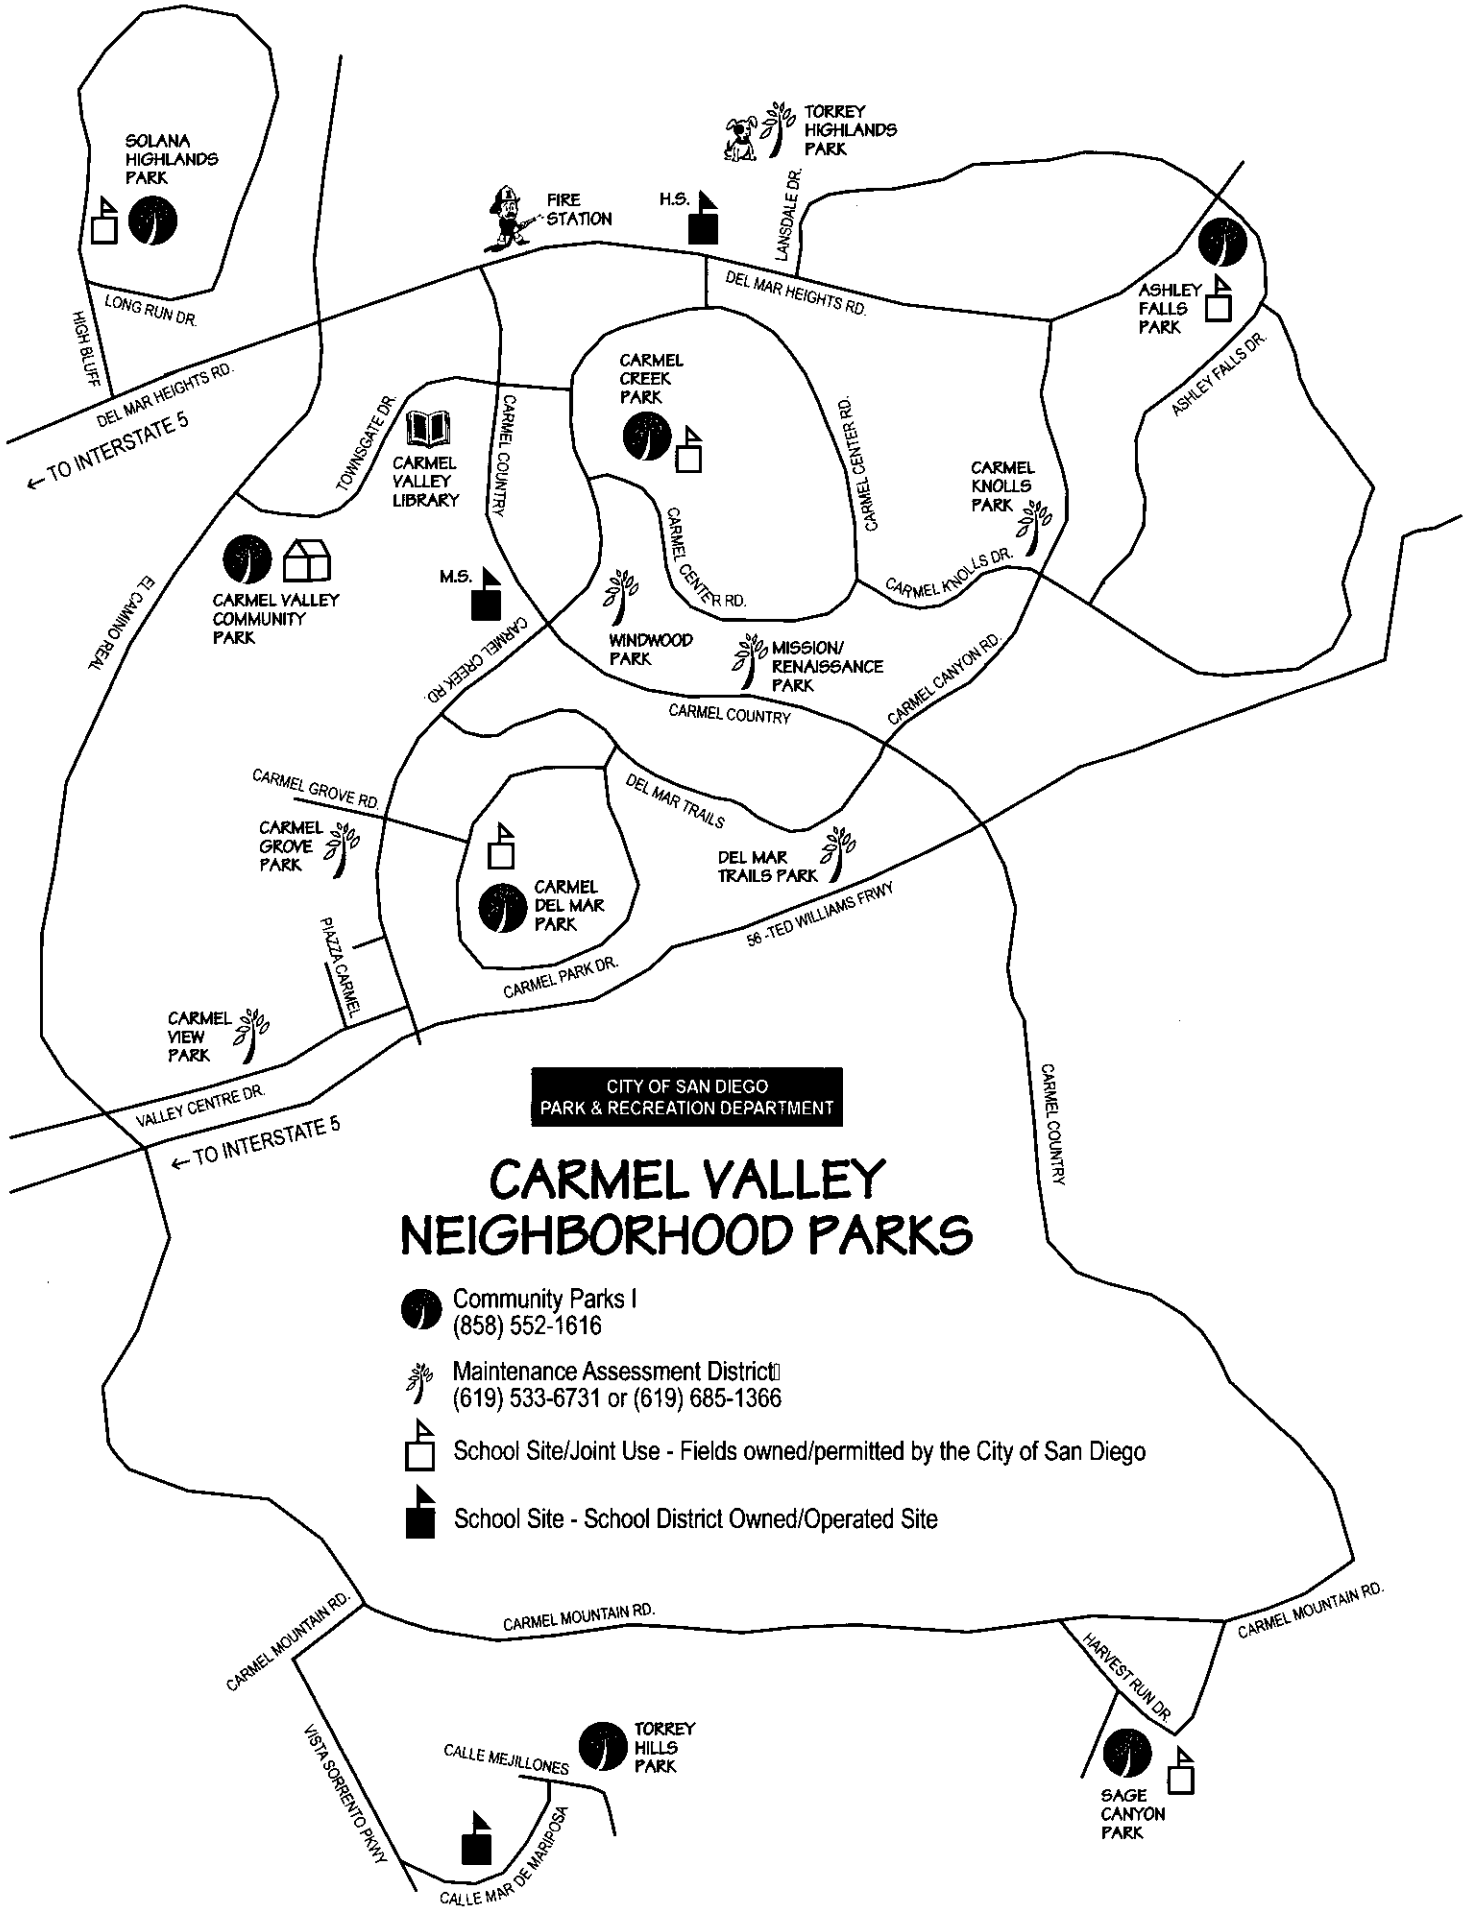 TORREY
HIGHLANDS
PARK
SOLANA
HIGHLANDS
PARK
FIRE
STATION
H.S.
LANSDALE DR.
DEL MAR HEIGHTS RD.
ASHLEY
FALLS
PARK
LONG RUN DR.
HIGH BLUFF
DEL MAR HEIGHTS RD.
← TO INTERSTATE 5
CARMEL
CREEK
PARK
ASHLEY FALLS DR.
TOWNSGATE DR.
CARMEL COUNTRY
CARMEL CENTER RD.
CARMEL
VALLEY
LIBRARY
CARMEL
KNOLLS
PARK
CARMEL CENTER RD.
CARMEL KNOLLS DR.
M.S.
EL CAMINO REAL
CARMEL VALLEY
COMMUNITY
PARK
CARMEL CREEK RD.
WINDWOOD
PARK
MISSION/
RENAISSANCE
PARK
CARMEL CANYON RD.
CARMEL COUNTRY
CARMEL GROVE RD.
DEL MAR TRAILS
CARMEL
GROVE
PARK
DEL MAR
TRAILS PARK
CARMEL
DEL MAR
PARK
56 -TED WILLIAMS FRWY
PIAZZA CARMEL
CARMEL PARK DR.
CARMEL
VIEW
PARK
VALLEY CENTRE DR.
← TO INTERSTATE 5
CARMEL COUNTRY
CITY OF SAN DIEGO
PARK & RECREATION DEPARTMENT
CARMEL VALLEY
NEIGHBORHOOD PARKS
Community Parks I
(858) 552-1616
Maintenance Assessment District
(619) 533-6731 or (619) 685-1366
School Site/Joint Use - Fields owned/permitted by the City of San Diego
School Site - School District Owned/Operated Site
CARMEL MOUNTAIN RD.
CARMEL MOUNTAIN RD.
CARMEL MOUNTAIN RD.
HARVEST RUN DR.
VISTA SORRENTO PKWY
CALLE MEJILLONES
TORREY
HILLS
PARK
CALLE MAR DE MARIPOSA
SAGE
CANYON
PARK